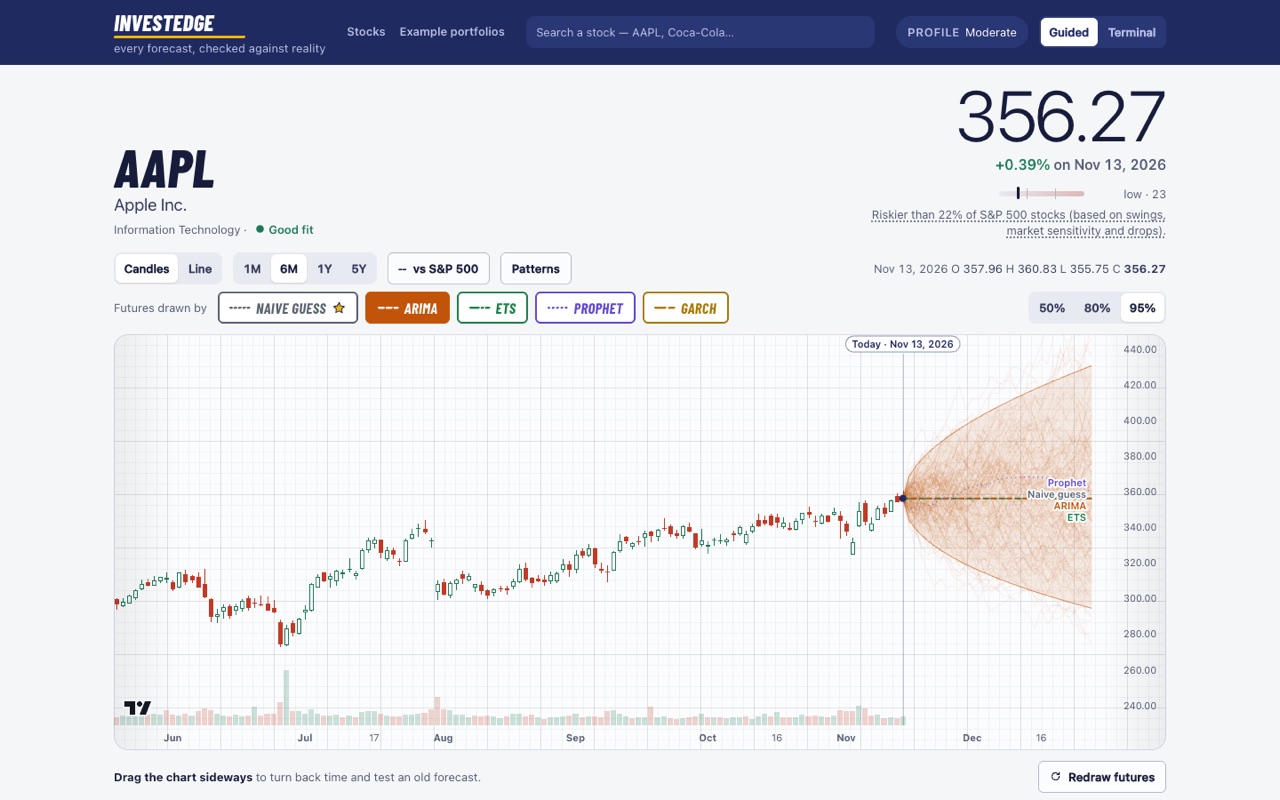 INVESTEDGE
every forecast, checked against reality
Stocks
Example portfolios
Search a stock — AAPL, Coca-Cola...
PROFILE Moderate
Guided
Terminal
356.27
+0.39% on Nov 13, 2026
low · 23
Riskier than 22% of S&P 500 stocks (based on swings,
market sensitivity and drops).
AAPL
Apple Inc.
Information Technology · ● Good fit
Candles
Line
1M
6M
1Y
5Y
-- vs S&P 500
Patterns
Nov 13, 2026 O 357.96 H 360.83 L 355.75 C 356.27
Futures drawn by
NAIVE GUESS
ARIMA
ETS
PROPHET
GARCH
50%
80%
95%
Today · Nov 13, 2026
440.00
420.00
400.00
380.00
360.00
340.00
320.00
300.00
280.00
260.00
240.00
Prophet
Naive guess
ARIMA
ETS
Jun
Jul
17
Aug
Sep
Oct
16
Nov
Dec
16
Drag the chart sideways to turn back time and test an old forecast.
Redraw futures